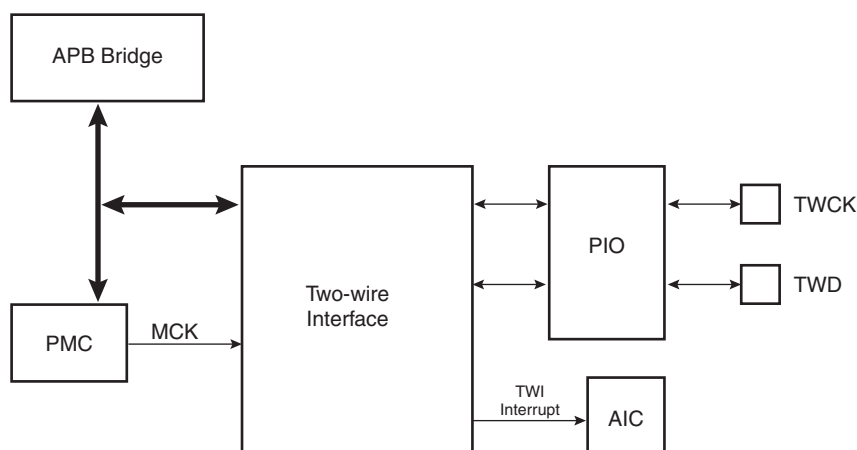 APB Bridge
TWCK
PIO
TWD
Two-wire
Interface
PMC
MCK
TWI
Interrupt
AIC